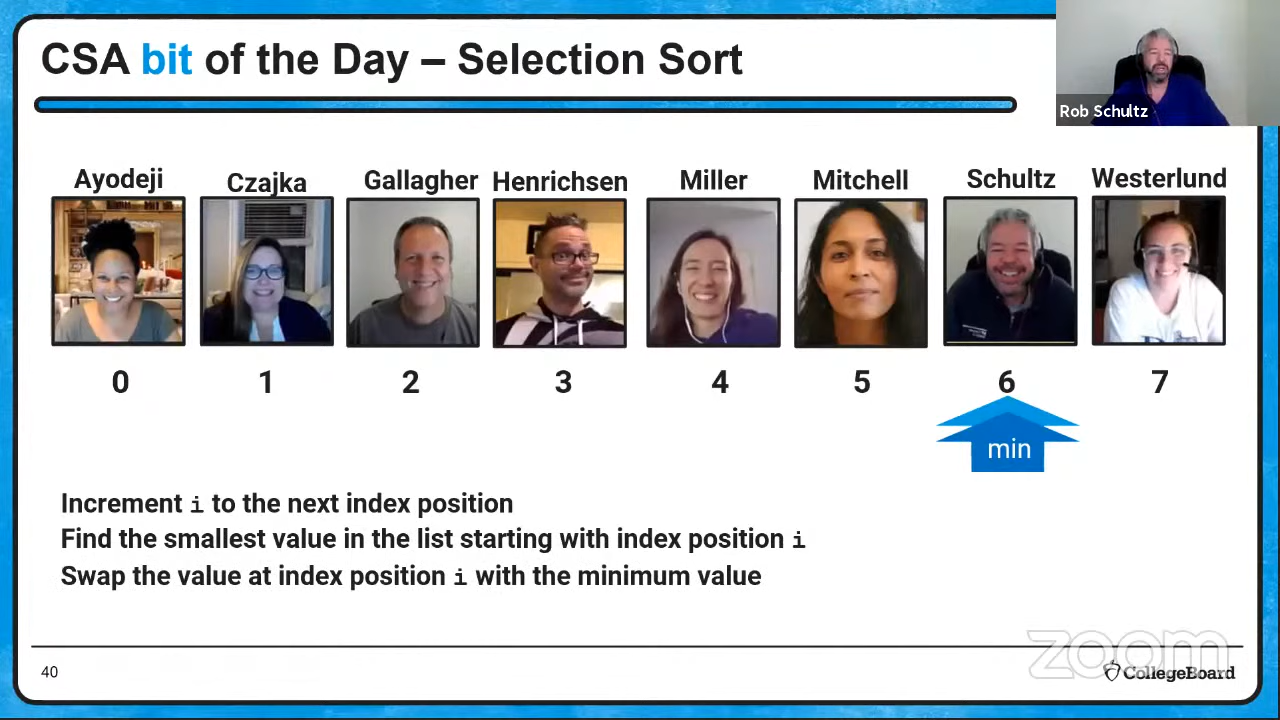 CSA bit of the Day – Selection Sort
Rob Schultz
Ayodeji Czajka Gallagher Henrichsen Miller Mitchell Schultz Westerlund
0 1 2 3 4 5 6 7
min
Increment i to the next index position
Find the smallest value in the list starting with index position i
Swap the value at index position i with the minimum value
zoom
40 CollegeBoard